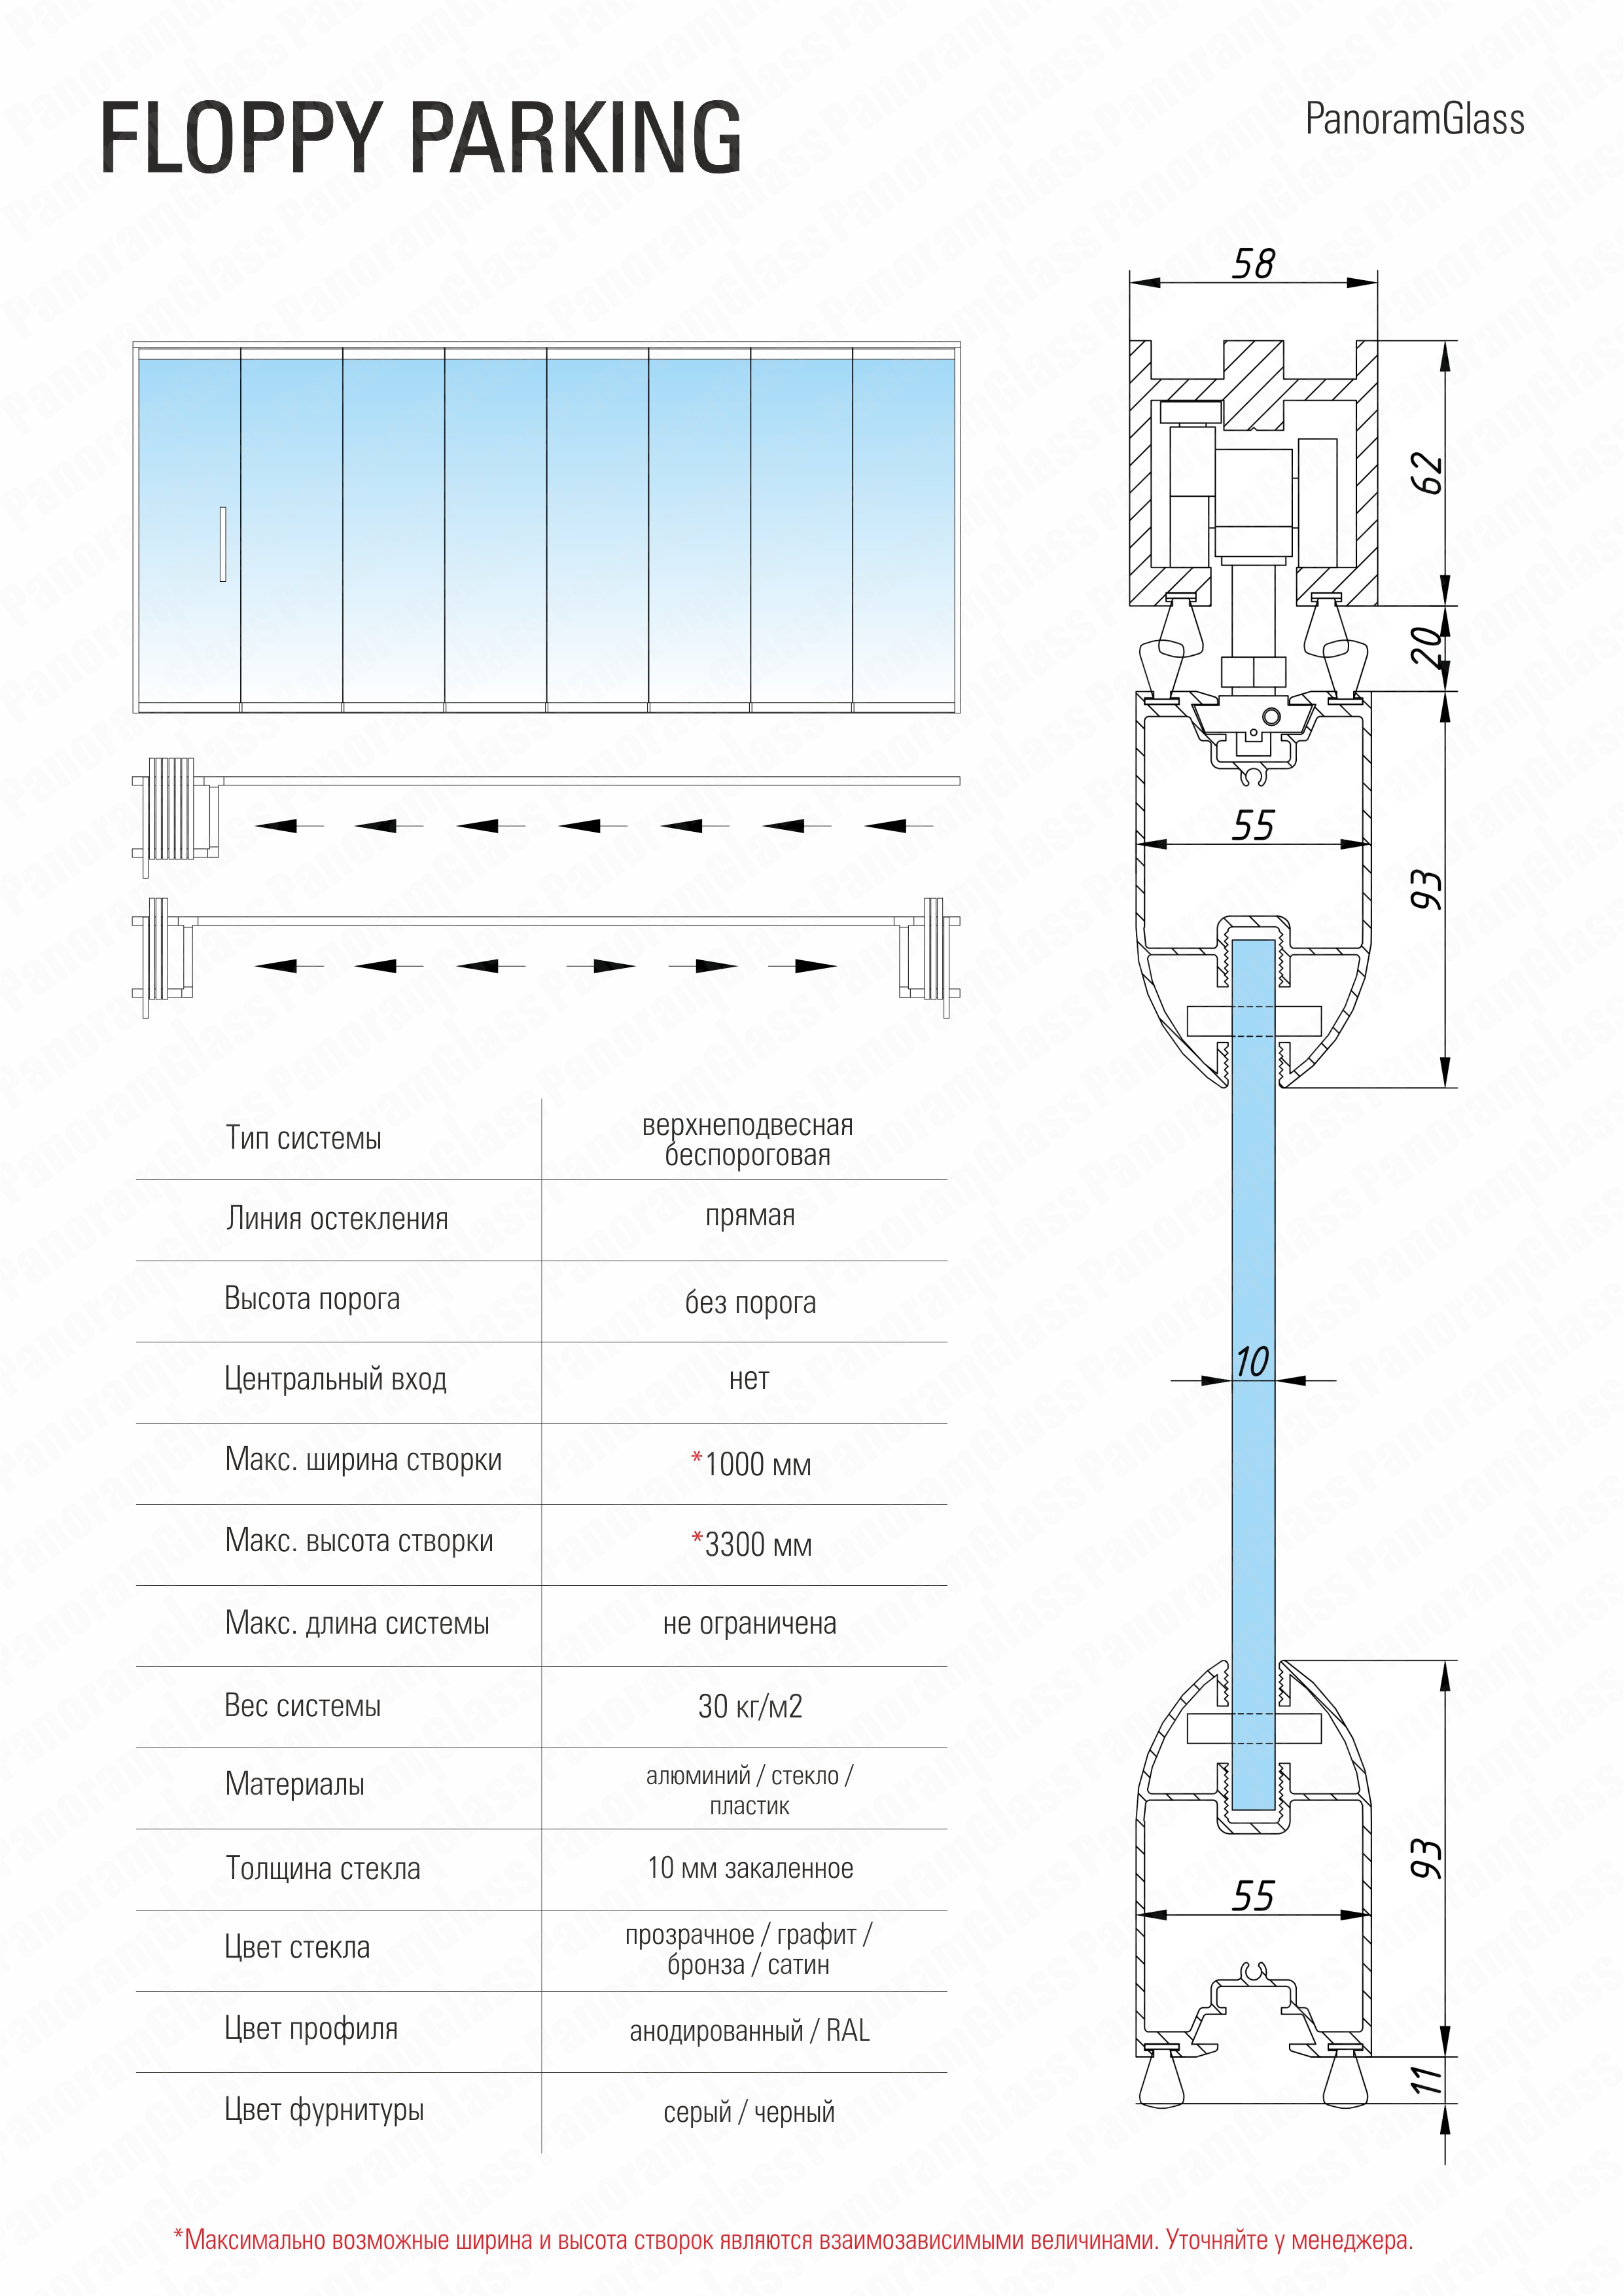 FLOPPY PARKING
PanoramGlass
58
62
20
93
55
10
93
55
11
Тип системы
верхнеподвесная
беспороговая
Линия остекления
прямая
Высота порога
без порога
Центральный вход
нет
Макс. ширина створки
*1000 мм
Макс. высота створки
*3300 мм
Макс. длина системы
не ограничена
Вес системы
30 кг/м2
Материалы
алюминий / стекло /
пластик
Толщина стекла
10 мм закаленное
Цвет стекла
прозрачное / графит /
бронза / сатин
Цвет профиля
анодированный / RAL
Цвет фурнитуры
серый / черный
*Максимально возможные ширина и высота створок являются взаимозависимыми величинами. Уточняйте у менеджера.